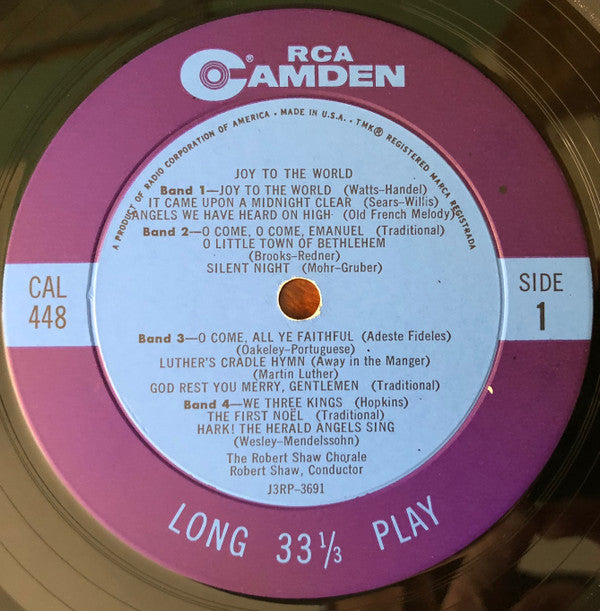 RCA
CAMDEN®
A PRODUCT OF RADIO CORPORATION OF AMERICA • MADE IN U.S.A. • TMK® REGISTERED MARCA REGISTRADA
JOY TO THE WORLD
Band 1—JOY TO THE WORLD (Watts-Handel)
IT CAME UPON A MIDNIGHT CLEAR (Sears-Willis)
ANGELS WE HAVE HEARD ON HIGH (Old French Melody)
Band 2—O COME, O COME, EMANUEL (Traditional)
O LITTLE TOWN OF BETHLEHEM
(Brooks-Redner)
SILENT NIGHT (Mohr-Gruber)
CAL
448
SIDE
1
Band 3—O COME, ALL YE FAITHFUL (Adeste Fideles)
(Oakeley-Portuguese)
LUTHER'S CRADLE HYMN (Away in the Manger)
(Martin Luther)
GOD REST YOU MERRY, GENTLEMEN (Traditional)
Band 4—WE THREE KINGS (Hopkins)
THE FIRST NOËL (Traditional)
HARK! THE HERALD ANGELS SING
(Wesley-Mendelssohn)
The Robert Shaw Chorale
Robert Shaw, Conductor
J3RP-3691
LONG 33⅓ PLAY